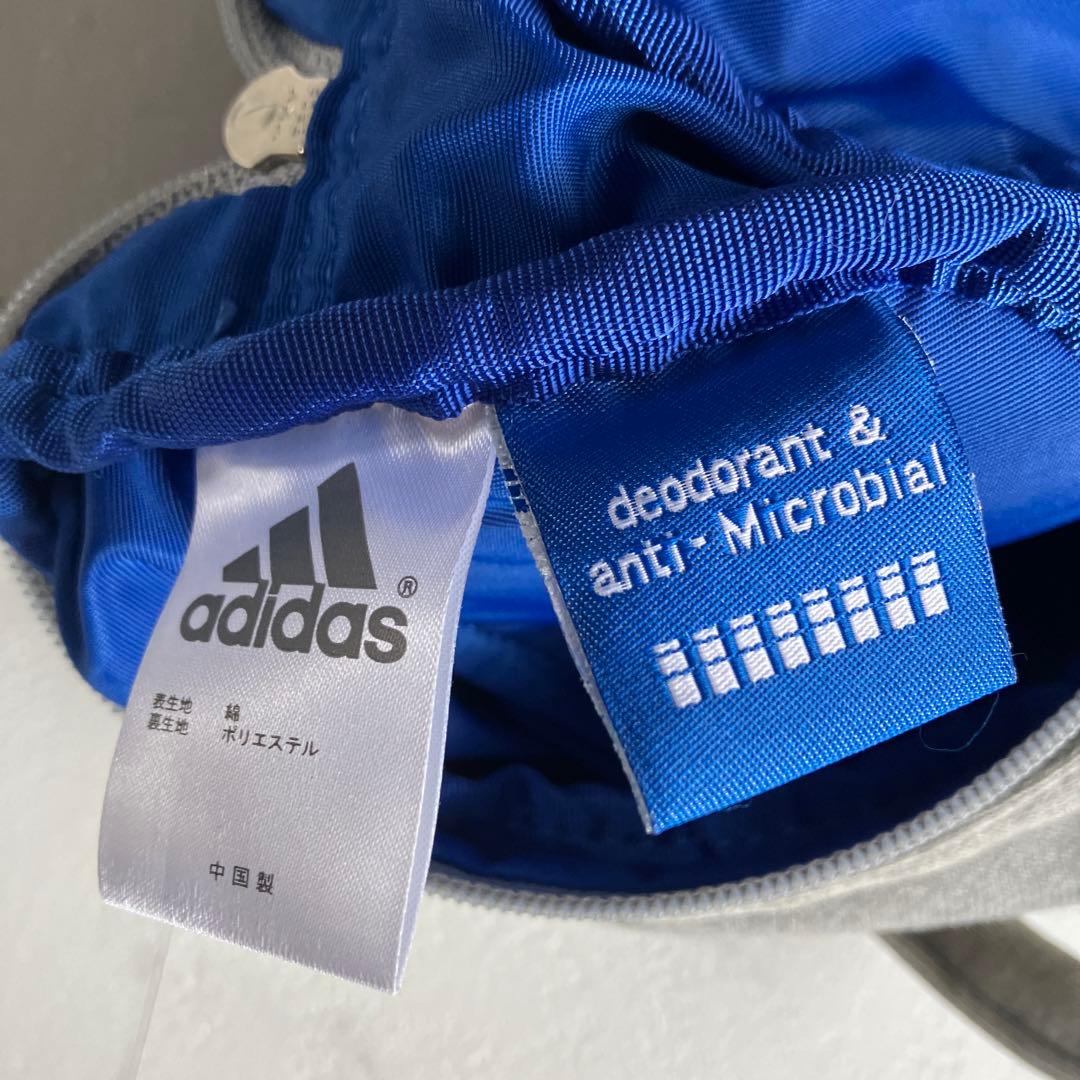 adidas®
表生地 綿
裏生地 ポリエステル
中国製
deodorant &
anti-Microbial